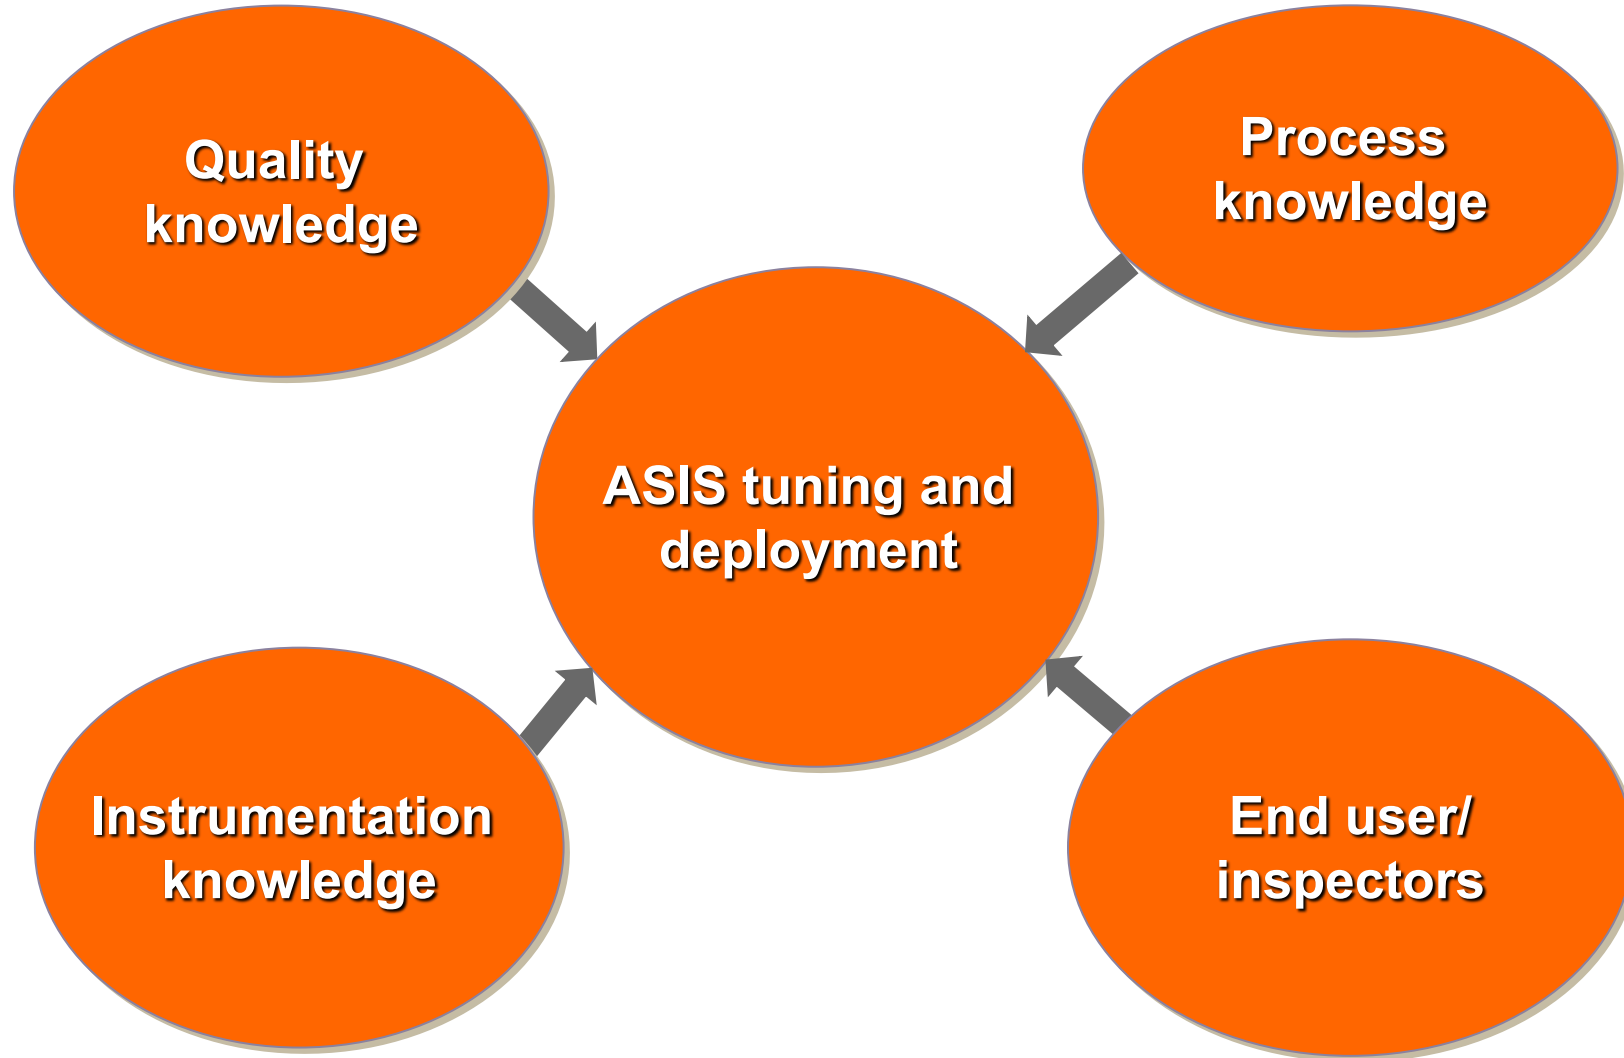 Quality
knowledge
Process
knowledge
ASIS tuning and
deployment
Instrumentation
knowledge
End user/
inspectors